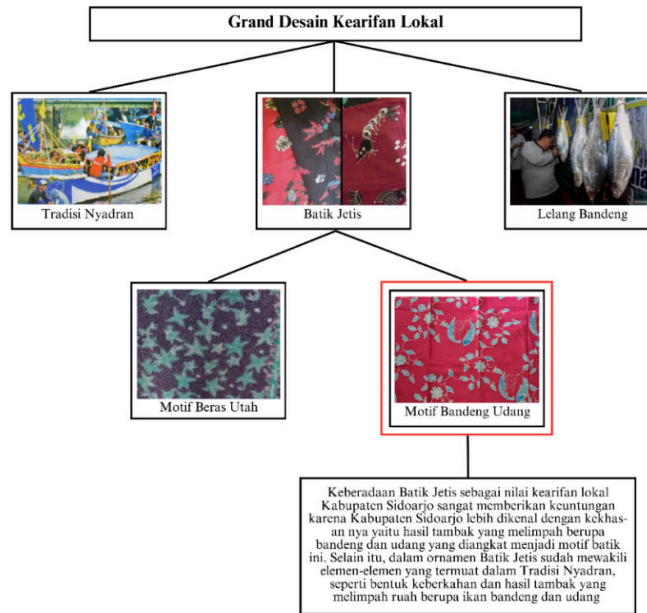 Grand Desain Kearifan Lokal
Tradisi Nyadran
Batik Jetis
Lelang Bandeng
Motif Beras Utah
Motif Bandeng Udang
Keberadaan Batik Jetis sebagai nilai kearifan lokal
Kabupaten Sidoarjo sangat memberikan keuntungan
karena Kabupaten Sidoarjo lebih dikenal dengan kekhas-
an nya yaitu hasil tambak yang melimpah berupa
bandeng dan udang yang diangkat menjadi motif batik
ini. Selain itu, dalam ornamen Batik Jetis sudah mewakili
elemen-elemen yang termuat dalam Tradisi Nyadran,
seperti bentuk keberkahan dan hasil tambak yang
melimpah ruah berupa ikan bandeng dan udang